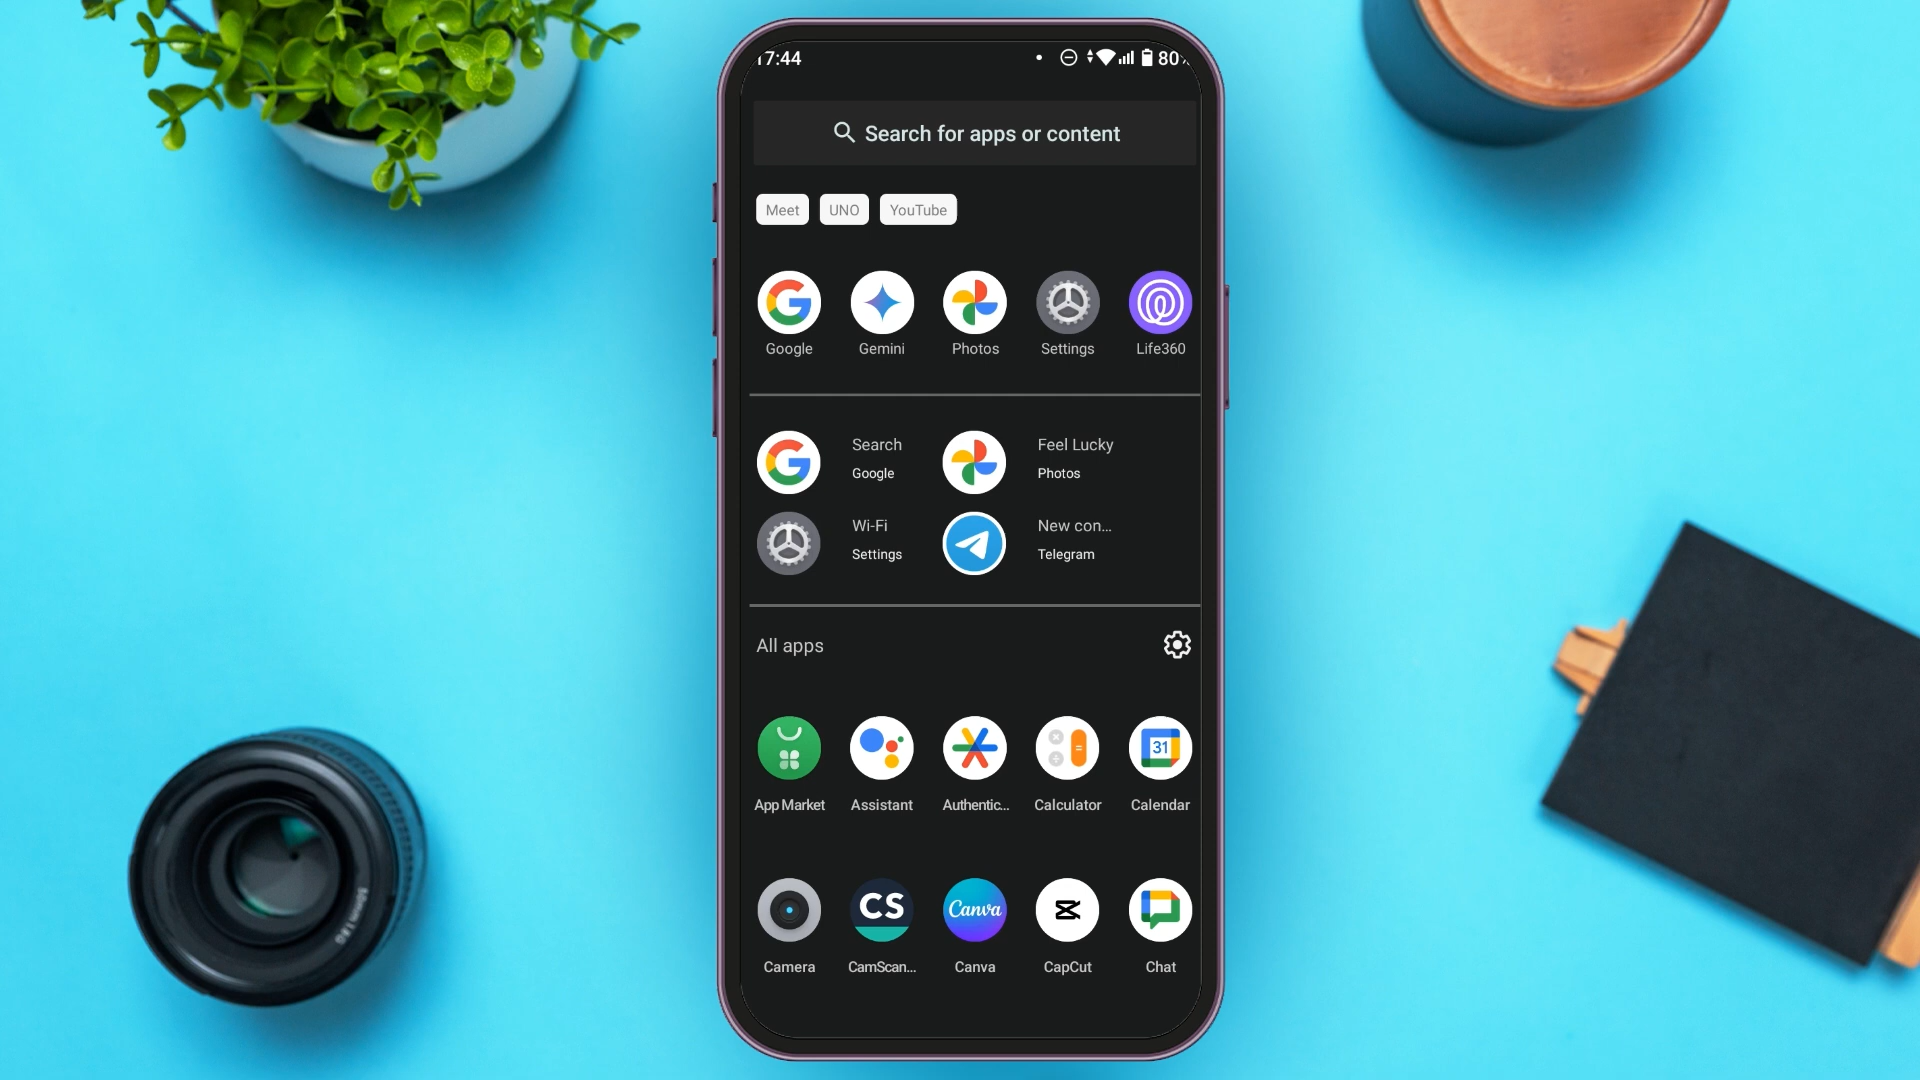 17:44
80
Search for apps or content
Meet UNO YouTube
Google Gemini Photos Settings Life360
Search Feel Lucky
Google Photos
Wi-Fi New con...
Settings Telegram
All apps
31
App Market Assistant Authentic... Calculator Calendar
CS Canva
Camera CamScan... Canva CapCut Chat